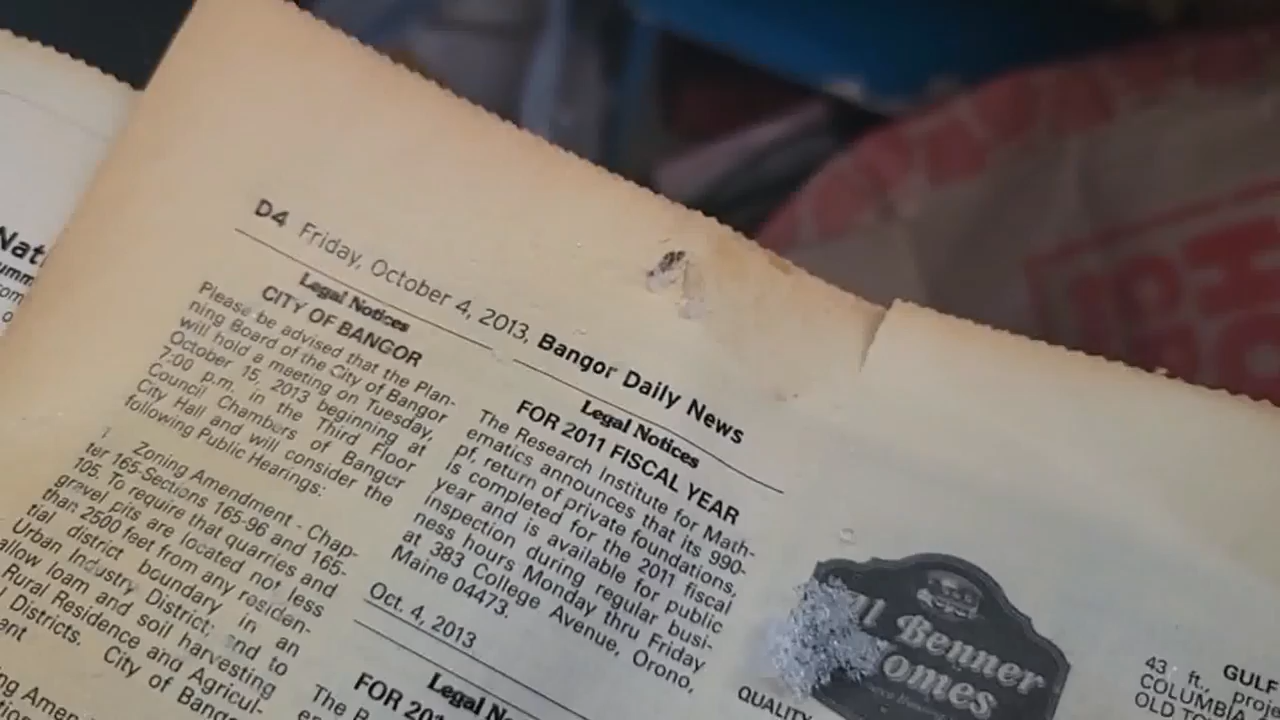 D4 Friday, October 4, 2013, Bangor Daily News
Legal Notices
CITY OF BANGOR
Please be advised that the Plan-
ning Board of the City of Bangor
will hold a meeting on Tuesday,
October 15, 2013 beginning at
7:00 p.m. in the Third Floor
Council Chambers of Bangor
City Hall and will consider the
following Public Hearings:
Zoning Amendment - Chap-
ter 165-Sections 165-96 and 165-
105. To require that quarries and
gravel pits are located not less
than 2500 feet from any residen-
tial district boundary in an
Urban Industry District; and to
allow loam and soil harvesting
Rural Residence and Agricul-
Districts. City of
Legal Notices
FOR 2011 FISCAL YEAR
The Research Institute for Math-
ematics announces that its 990-
pf, return of private foundations,
is completed for the 2011 fiscal
year and is available for public
inspection during regular busi-
ness hours Monday thru Friday
at 383 College Avenue, Orono,
Maine 04473.
Oct. 4, 2013
Legal
FOR
The
Benner
QUALITY
GULF
43 ft.,
COLUMBIA
OLD